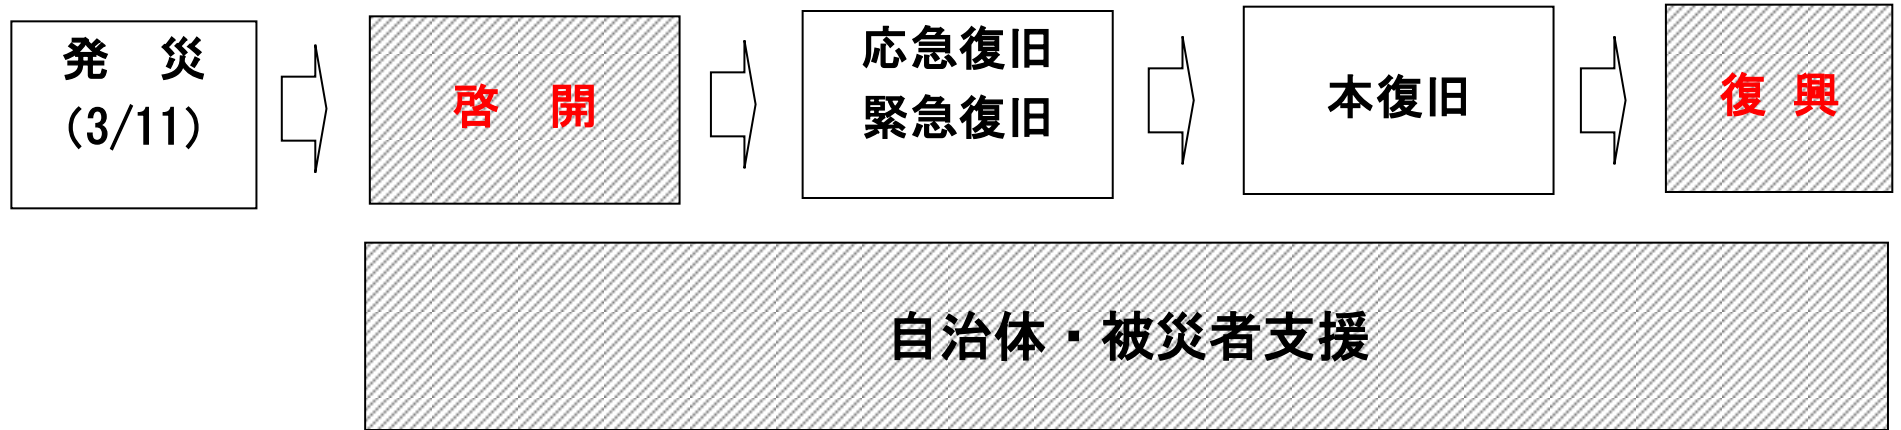 発　災
(3/11)
啓　開
応急復旧
緊急復旧
本復旧
復 興
自治体・被災者支援